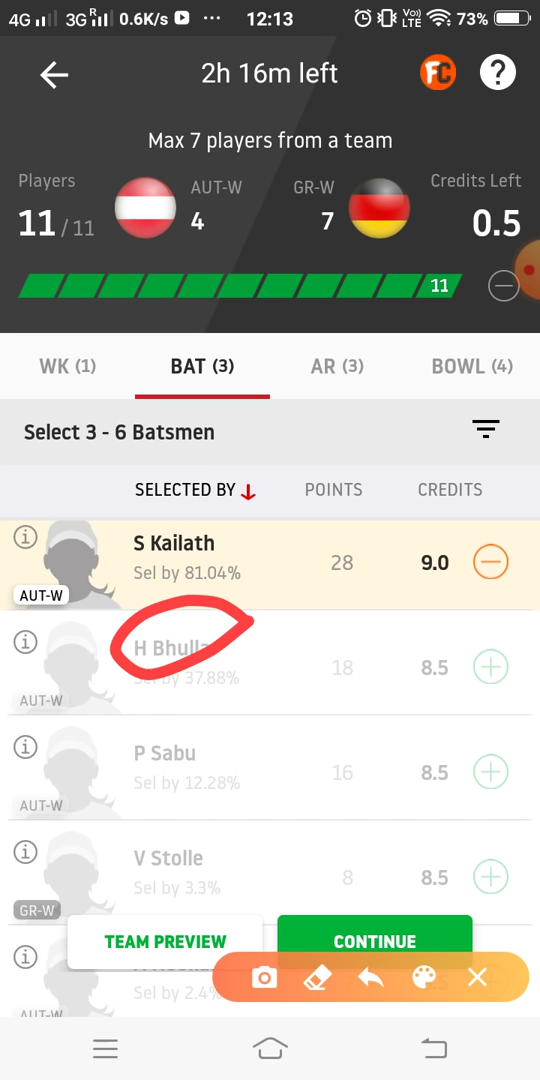 4G 3G R 0.6K/s ... 12:13 Vo) LTE 73%
2h 16m left FC ?
Max 7 players from a team
Players AUT-W GR-W Credits Left
11 / 11 4 7 0.5
11
WK (1) BAT (3) AR (3) BOWL (4)
Select 3 - 6 Batsmen
SELECTED BY POINTS CREDITS
S Kailath
Sel by 81.04% 28 9.0
AUT-W
H
Sel by 37.88% 18 8.5
AUT-W
P Sabu
Sel by 12.28% 16 8.5
AUT-W
V Stolle
Sel by 3.3% 8 8.5
GR-W
TEAM PREVIEW CONTINUE
Sel by 2.4%
AUT-W